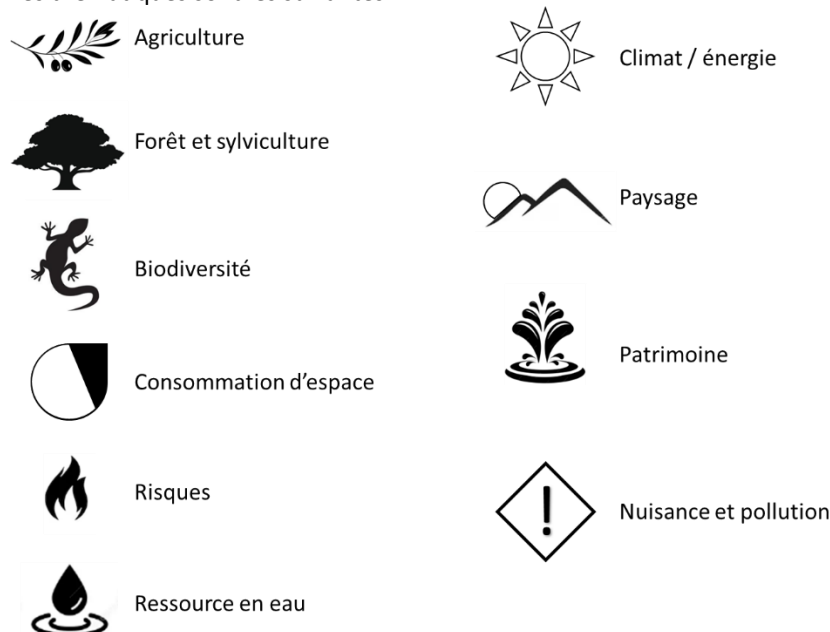 Agriculture
Forêt et sylviculture
Biodiversité
Consommation d'espace
Risques
Ressource en eau
Climat / énergie
Paysage
Patrimoine
Nuisance et pollution